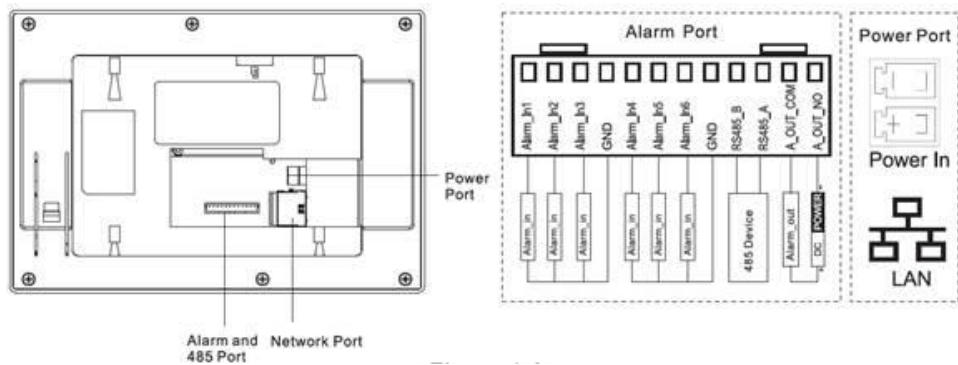 Power
Port
Alarm and
485 Port
Network Port
Alarm Port
Alarm_In1
Alarm_In2
Alarm_In3
GND
Alarm_In4
Alarm_In5
Alarm_In6
GND
RS485_B
RS485_A
A_OUT_COM
A_OUT_NO
Alarm_in
Alarm_in
Alarm_in
Alarm_in
Alarm_in
Alarm_in
485 Device
Alarm_out
DC POWER
Power Port
Power In
LAN